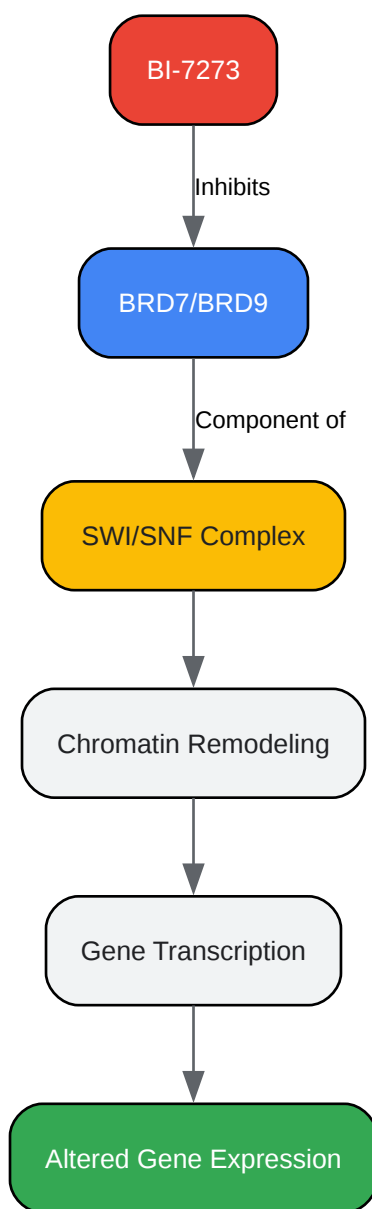 BI-7273
Inhibits
BRD7/BRD9
Component of
SWI/SNF Complex
Chromatin Remodeling
Gene Transcription
Altered Gene Expression